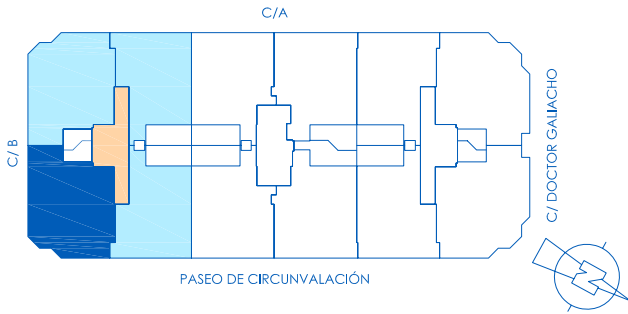 C/A
C/ B
C/ DOCTOR GALIACHO
PASEO DE CIRCUNVALACIÓN
N